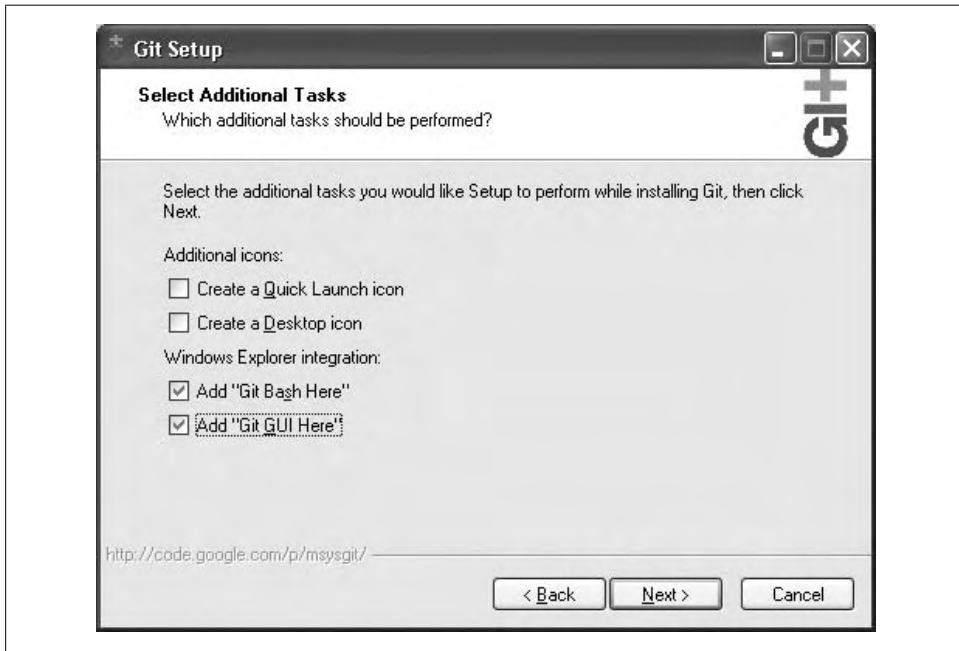 Git Setup
Select Additional Tasks
Which additional tasks should be performed?
GIt
Select the additional tasks you would like Setup to perform while installing Git, then click
Next.
Additional icons:
Create a Quick Launch icon
Create a Desktop icon
Windows Explorer integration:
Add "Git Bash Here"
Add "Git GUI Here"
http://code.google.com/p/msysgit/
< Back
Next >
Cancel